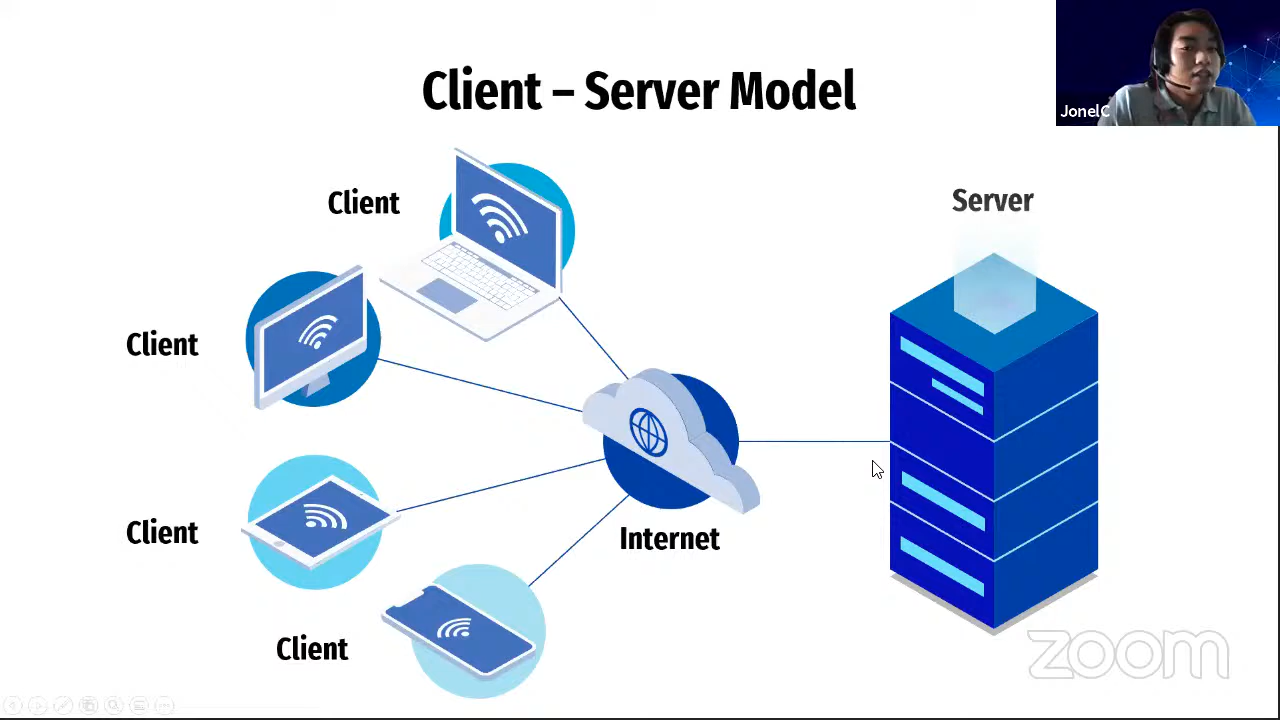 Client – Server Model
JonelC
Client
Server
Client
Client
Internet
Client
zoom